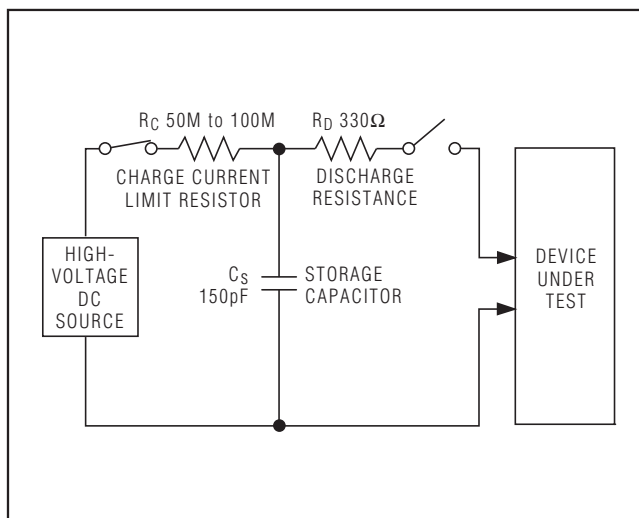 RC 50M to 100M
RD 330Ω
CHARGE CURRENT
LIMIT RESISTOR
DISCHARGE
RESISTANCE
HIGH-
VOLTAGE
DC
SOURCE
CS
150pF
STORAGE
CAPACITOR
DEVICE
UNDER
TEST